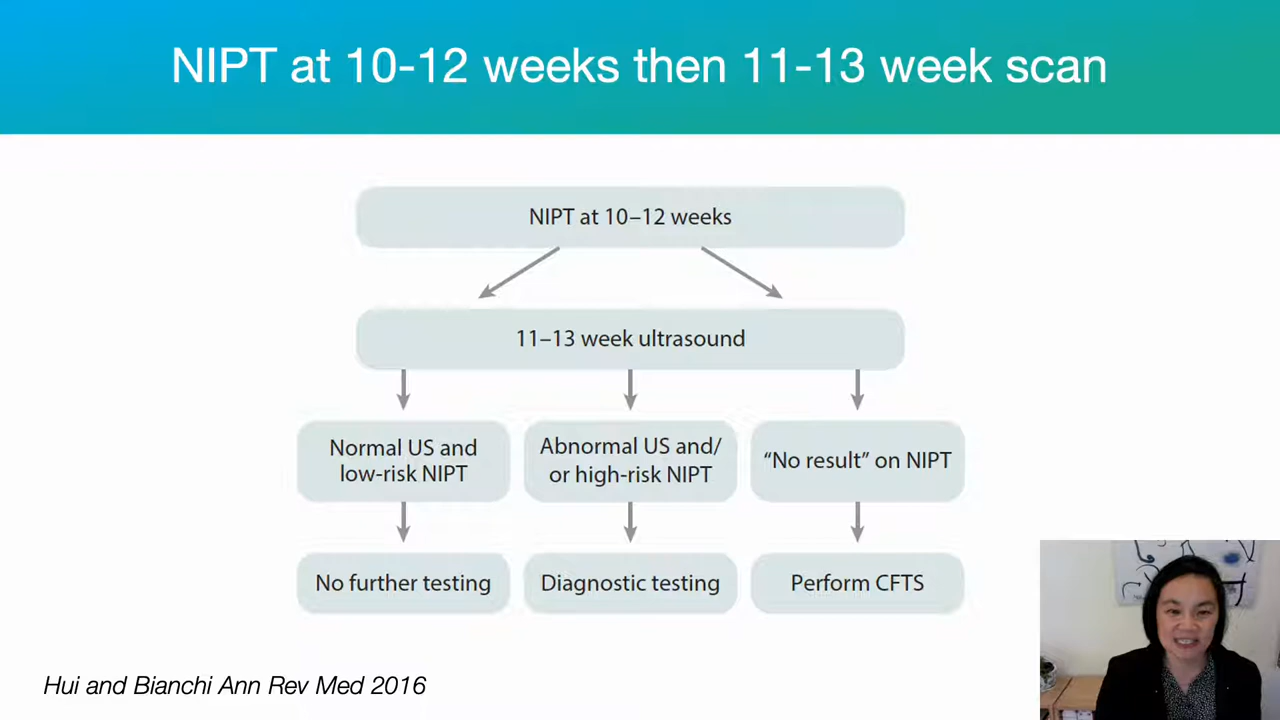 NIPT at 10-12 weeks then 11-13 week scan
NIPT at 10–12 weeks
11–13 week ultrasound
Normal US and
low-risk NIPT
Abnormal US and/
or high-risk NIPT
“No result” on NIPT
No further testing
Diagnostic testing
Perform CFTS
Hui and Bianchi Ann Rev Med 2016